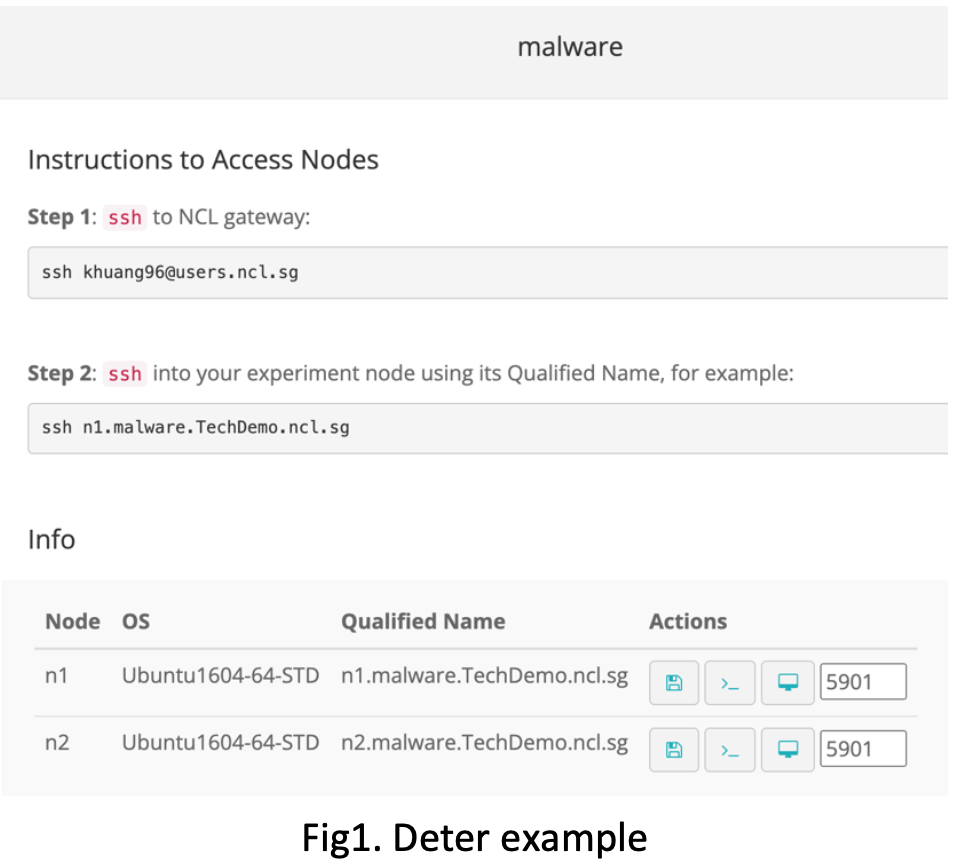 malware
Instructions to Access Nodes
Step 1: ssh to NCL gateway:
ssh khuang96@users.ncl.sg
Step 2: ssh into your experiment node using its Qualified Name, for example:
ssh n1.malware.TechDemo.ncl.sg
Info
Node OS Qualified Name Actions
n1 Ubuntu1604-64-STD n1.malware.TechDemo.ncl.sg >_ 5901
n2 Ubuntu1604-64-STD n2.malware.TechDemo.ncl.sg >_ 5901
Fig1. Deter example